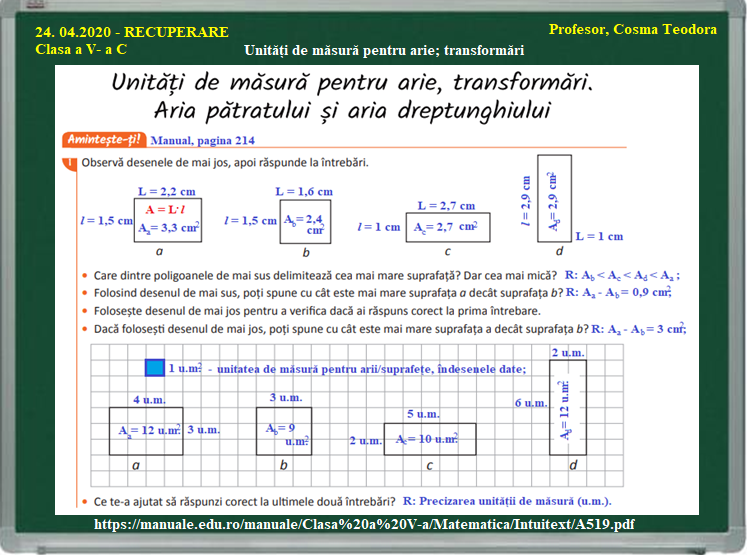 24. 04.2020 - RECUPERARE
Clasa a V- a C
Profesor, Cosma Teodora
Unități de măsură pentru arie; transformări
Unități de măsură pentru arie, transformări.
Aria pătratului și aria dreptunghiului
Amintește-ți! Manual, pagina 214
1 Observă desenele de mai jos, apoi răspunde la întrebări.
L = 2,2 cm
l = 1,5 cm
A = L·l
Aa= 3,3 cm²
a
L = 1,6 cm
l = 1,5 cm
Ab= 2,4
cm²
b
L = 2,7 cm
l = 1 cm
Ac= 2,7 cm²
c
l = 2,9 cm
Ad= 2,9 cm²
L = 1 cm
d
• Care dintre poligoanele de mai sus delimitează cea mai mare suprafață? Dar cea mai mică? R: Ab < Ac < Ad < Aa ;
• Folosind desenul de mai sus, poți spune cu cât este mai mare suprafața a decât suprafața b? R: Aa - Ab = 0,9 cm²;
• Folosește desenul de mai jos pentru a verifica dacă ai răspuns corect la prima întrebare.
• Dacă folosești desenul de mai jos, poți spune cu cât este mai mare suprafața a decât suprafața b? R: Aa - Ab = 3 cm²;
1 u.m² - unitatea de măsură pentru arii/suprafețe, îndesenele date;
4 u.m.
Aa = 12 u.m² 3 u.m.
a
3 u.m.
Ab= 9
u.m²
b
5 u.m.
2 u.m. Ac= 10 u.m²
c
2 u.m.
6 u.m.
Ad= 12 u.m²
d
• Ce te-a ajutat să răspunzi corect la ultimele două întrebări? R: Precizarea unității de măsură (u.m.).
https://manuale.edu.ro/manuale/Clasa%20a%20V-a/Matematica/Intuitext/A519.pdf